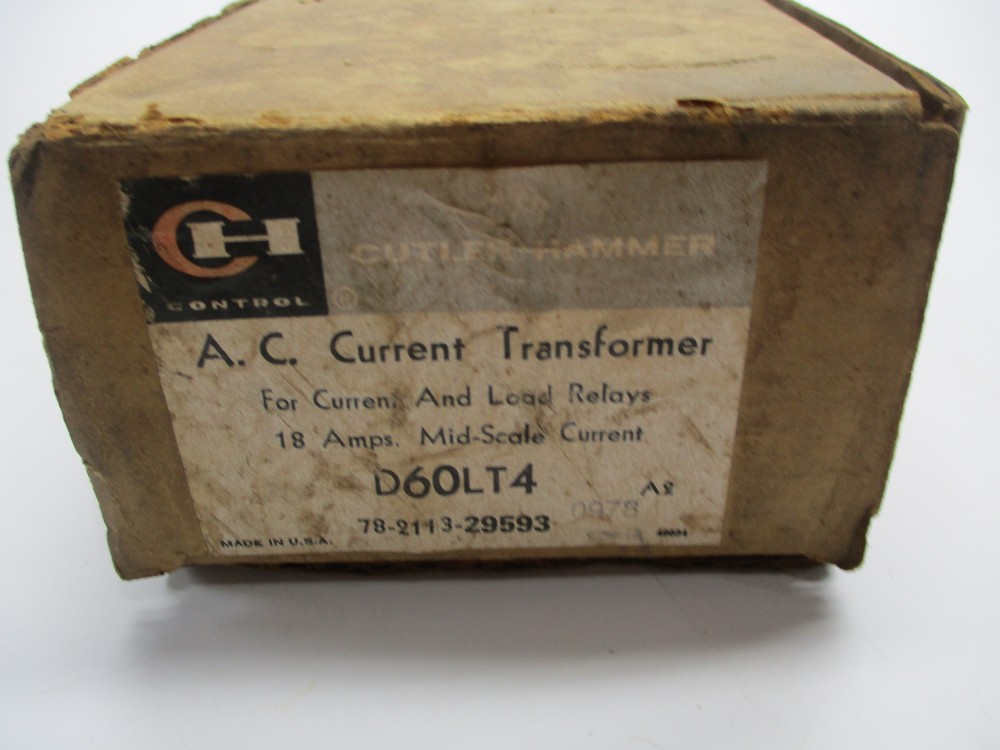 CH
CONTROL ®
CUTLER-HAMMER
A. C. Current Transformer
For Current And Load Relays
18 Amps. Mid-Scale Current
D60LT4 A2
78-2113-29593 0978
MADE IN U.S.A.